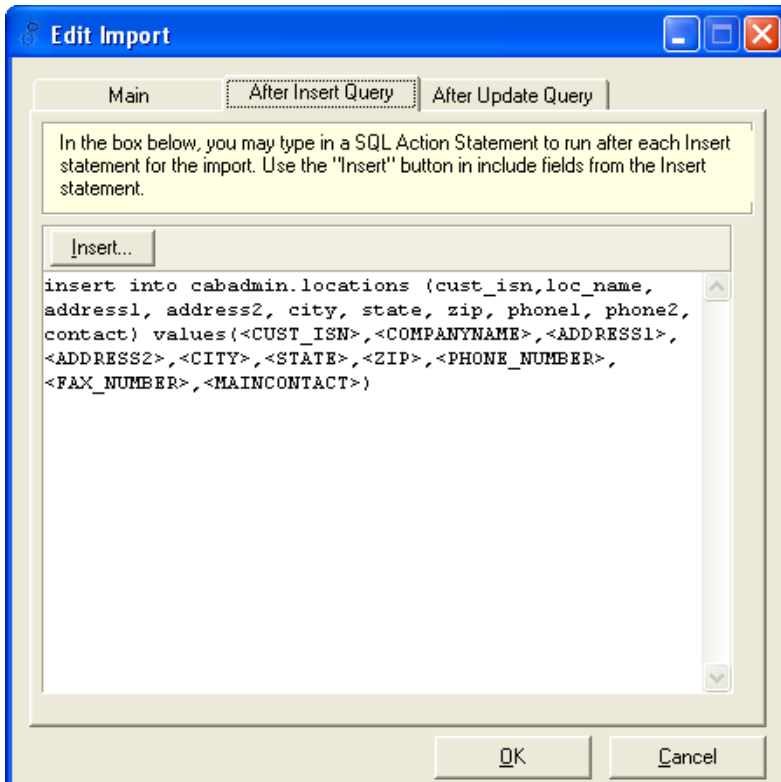 Edit Import
Main
After Insert Query
After Update Query
In the box below, you may type in a SQL Action Statement to run after each Insert
statement for the import. Use the "Insert" button in include fields from the Insert
statement.
Insert...
insert into cabadmin.locations (cust_isn,loc_name,
address1, address2, city, state, zip, phone1, phone2,
contact) values(<CUST_ISN>,<COMPANYNAME>,<ADDRESS1>,
<ADDRESS2>,<CITY>,<STATE>,<ZIP>,<PHONE_NUMBER>,
<FAX_NUMBER>,<MAINCONTACT>)
OK
Cancel